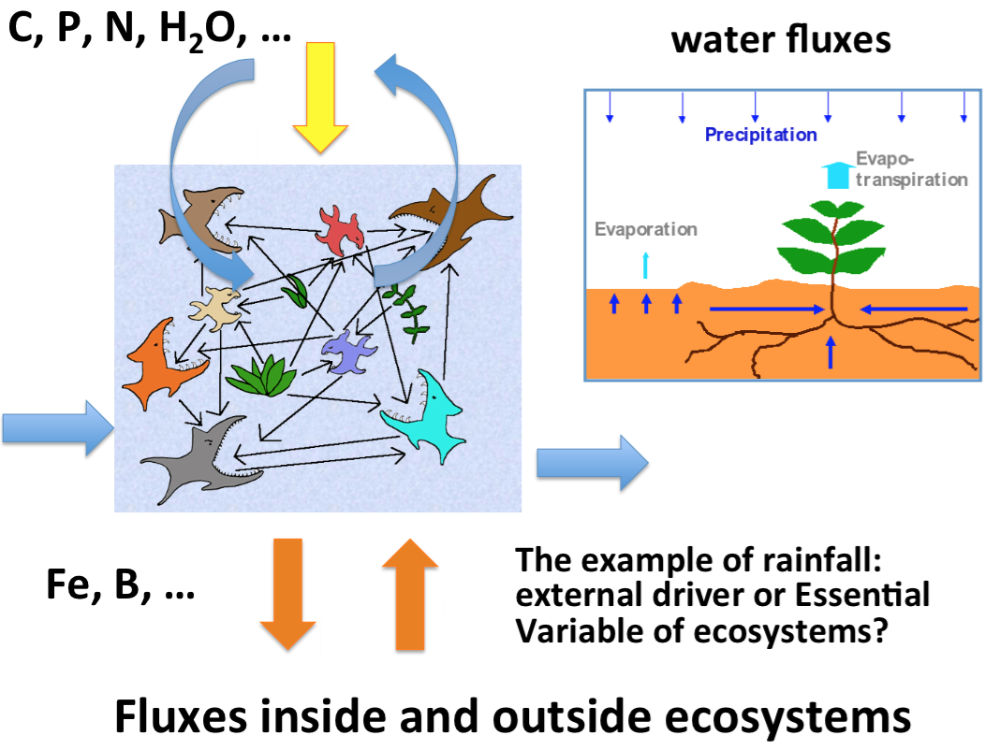 C, P, N, H₂O, ...
water fluxes
Precipitation
Evapo-
transpiration
Evaporation
Fe, B, ...
The example of rainfall:
external driver or Essential
Variable of ecosystems?
Fluxes inside and outside ecosystems